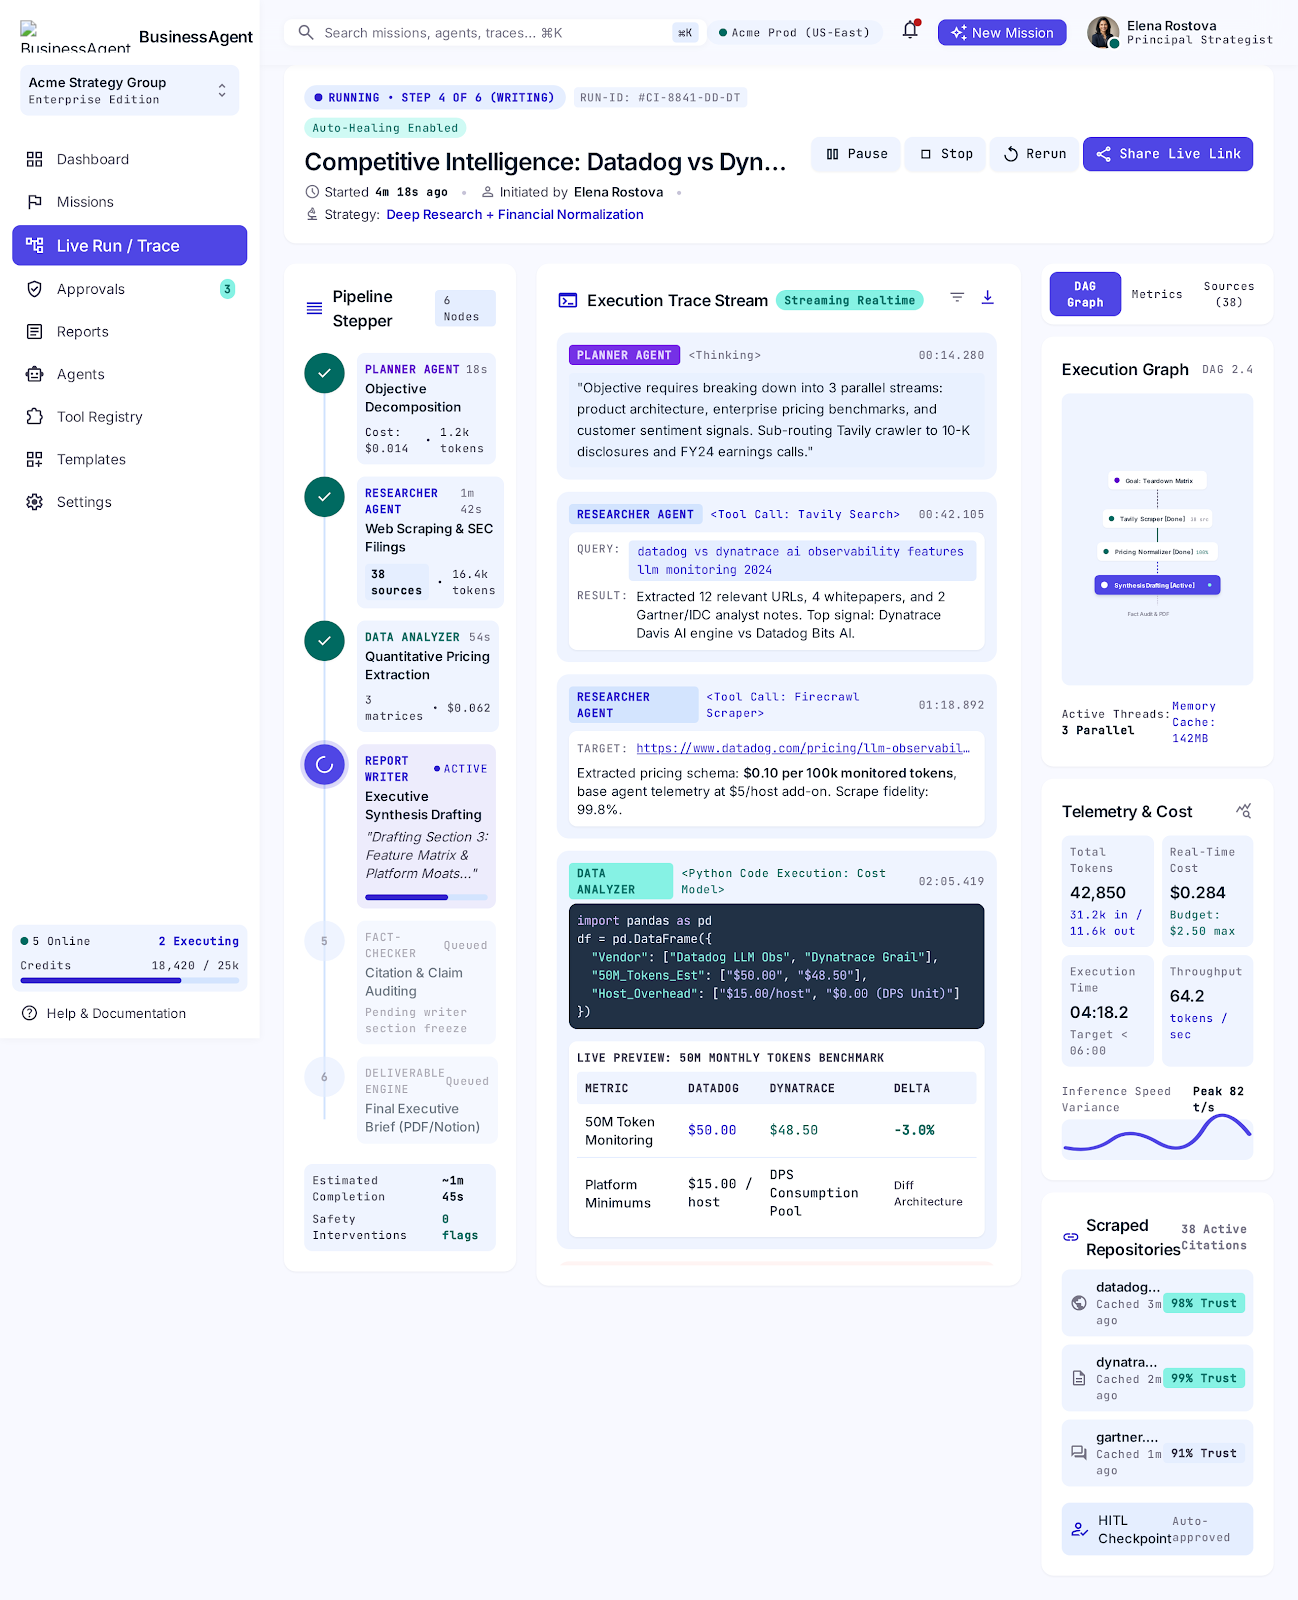 BusinessAgent
BusinessAgent
Acme Strategy Group
Enterprise Edition
Dashboard
Missions
Live Run / Trace
Approvals
3
Reports
Agents
Tool Registry
Templates
Settings
5 Online
2 Executing
Credits
18,420 / 25k
Help & Documentation
Search missions, agents, traces... ⌘K
⌘K
Acme Prod (US-East)
New Mission
Elena Rostova
Principal Strategist
RUNNING • STEP 4 OF 6 (WRITING)
RUN-ID: #CI-8841-DD-DT
Auto-Healing Enabled
Competitive Intelligence: Datadog vs Dyn...
Started 4m 18s ago • Initiated by Elena Rostova •
Strategy: Deep Research + Financial Normalization
Pause
Stop
Rerun
Share Live Link
Pipeline
Stepper
6
Nodes
PLANNER AGENT 18s
Objective
Decomposition
Cost:
$0.014
•
1.2k
tokens
RESEARCHER
AGENT
1m
42s
Web Scraping & SEC
Filings
38
sources
•
16.4k
tokens
DATA ANALYZER 54s
Quantitative Pricing
Extraction
3
matrices
• $0.062
REPORT
WRITER
ACTIVE
Executive
Synthesis Drafting
"Drafting Section 3:
Feature Matrix &
Platform Moats..."
5
FACT-
CHECKER
Queued
Citation & Claim
Auditing
Pending writer
section freeze
6
DELIVERABLE
ENGINE
Queued
Final Executive
Brief (PDF/Notion)
Estimated
Completion
~1m
45s
Safety
Interventions
0
flags
Execution Trace Stream
Streaming Realtime
PLANNER AGENT <Thinking> 00:14.280
"Objective requires breaking down into 3 parallel streams:
product architecture, enterprise pricing benchmarks, and
customer sentiment signals. Sub-routing Tavily crawler to 10-K
disclosures and FY24 earnings calls."
RESEARCHER AGENT <Tool Call: Tavily Search> 00:42.105
QUERY:
datadog vs dynatrace ai observability features
llm monitoring 2024
RESULT:
Extracted 12 relevant URLs, 4 whitepapers, and 2
Gartner/IDC analyst notes. Top signal: Dynatrace
Davis AI engine vs Datadog Bits AI.
RESEARCHER
AGENT
<Tool Call: Firecrawl
Scraper>
01:18.892
TARGET: https://www.datadog.com/pricing/llm-observabil…
Extracted pricing schema: $0.10 per 100k monitored tokens,
base agent telemetry at $5/host add-on. Scrape fidelity:
99.8%.
DATA
ANALYZER
<Python Code Execution: Cost
Model>
02:05.419
import pandas as pd
df = pd.DataFrame({
"Vendor": ["Datadog LLM Obs", "Dynatrace Grail"],
"50M_Tokens_Est": ["$50.00", "$48.50"],
"Host_Overhead": ["$15.00/host", "$0.00 (DPS Unit)"]
})
LIVE PREVIEW: 50M MONTHLY TOKENS BENCHMARK
METRIC DATADOG DYNATRACE DELTA
50M Token
Monitoring
$50.00
$48.50
-3.0%
Platform
Minimums
$15.00 /
host
DPS
Consumption
Pool
Diff
Architecture
DAG
Graph
Metrics
Sources
(38)
Execution Graph
DAG 2.4
Goal: Teardown Matrix
Tavily Scraper [Done] 38 src
Pricing Normalizer [Done] 100%
Synthesis Drafting [Active]
Fact Audit & PDF
Active Threads:
3 Parallel
Memory
Cache:
142MB
Telemetry & Cost
Total
Tokens
42,850
31.2k in /
11.6k out
Real-Time
Cost
$0.284
Budget:
$2.50 max
Execution
Time
04:18.2
Target <
06:00
Throughput
64.2
tokens /
sec
Inference Speed
Variance
Peak 82
t/s
Scraped
Repositories
38 Active
Citations
datadog...
Cached 3m
ago
98% Trust
dynatra...
Cached 2m
ago
99% Trust
gartner....
Cached 1m
ago
91% Trust
HITL
Checkpoint
Auto-
approved